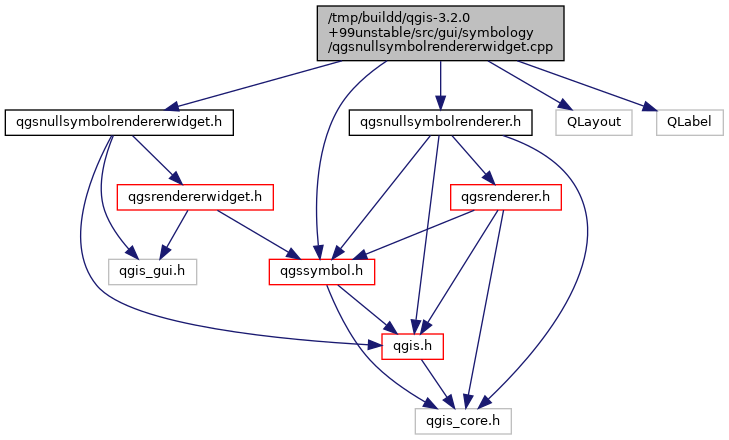 /tmp/buildd/qgis-3.2.0
+99unstable/src/gui/symbology
/qgsnullsymbolrendererwidget.cpp
qgsnullsymbolrendererwidget.h
qgsnullsymbolrenderer.h
QLayout
QLabel
qgsrendererwidget.h
qgsrenderer.h
qgis_gui.h
qgssymbol.h
qgis.h
qgis_core.h